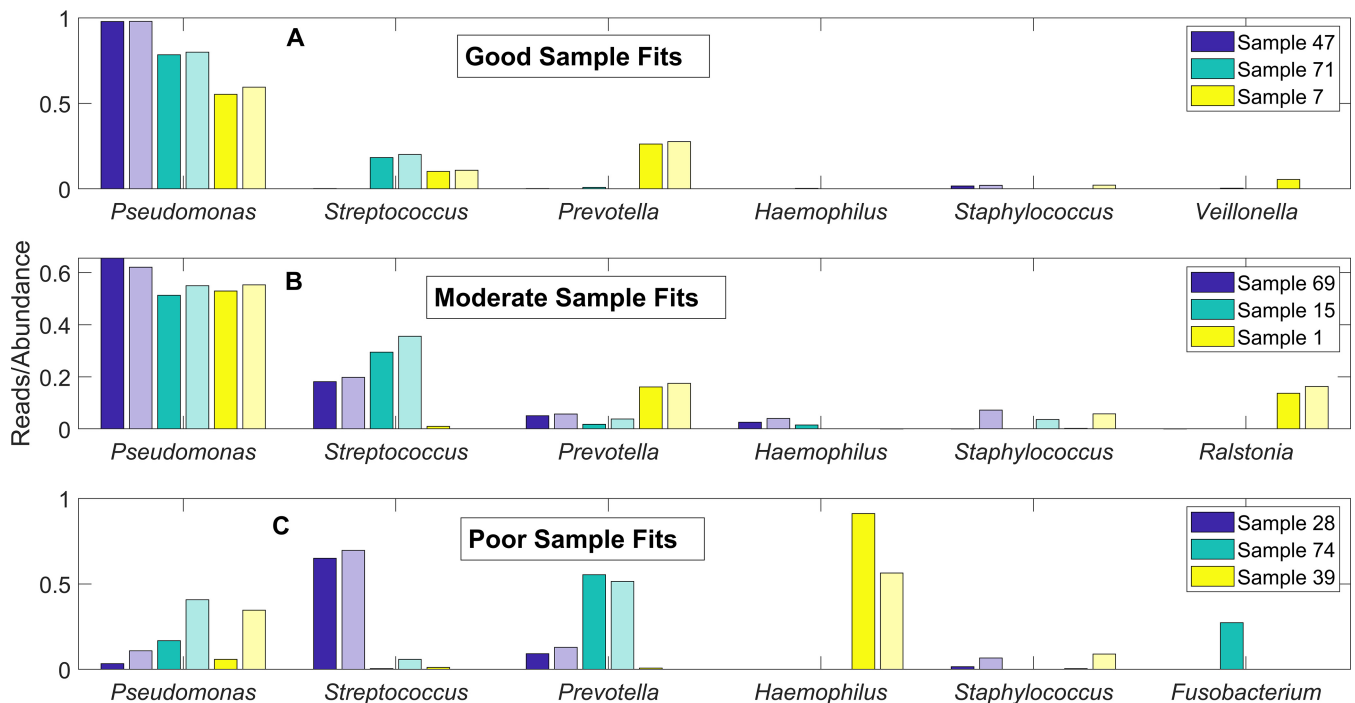 Reads/Abundance
A
Good Sample Fits
Sample 47
Sample 71
Sample 7
1
0.5
0
Pseudomonas Streptococcus Prevotella Haemophilus Staphylococcus Veillonella
B
Moderate Sample Fits
Sample 69
Sample 15
Sample 1
0.6
0.4
0.2
0
Pseudomonas Streptococcus Prevotella Haemophilus Staphylococcus Ralstonia
C
Poor Sample Fits
Sample 28
Sample 74
Sample 39
1
0.5
0
Pseudomonas Streptococcus Prevotella Haemophilus Staphylococcus Fusobacterium